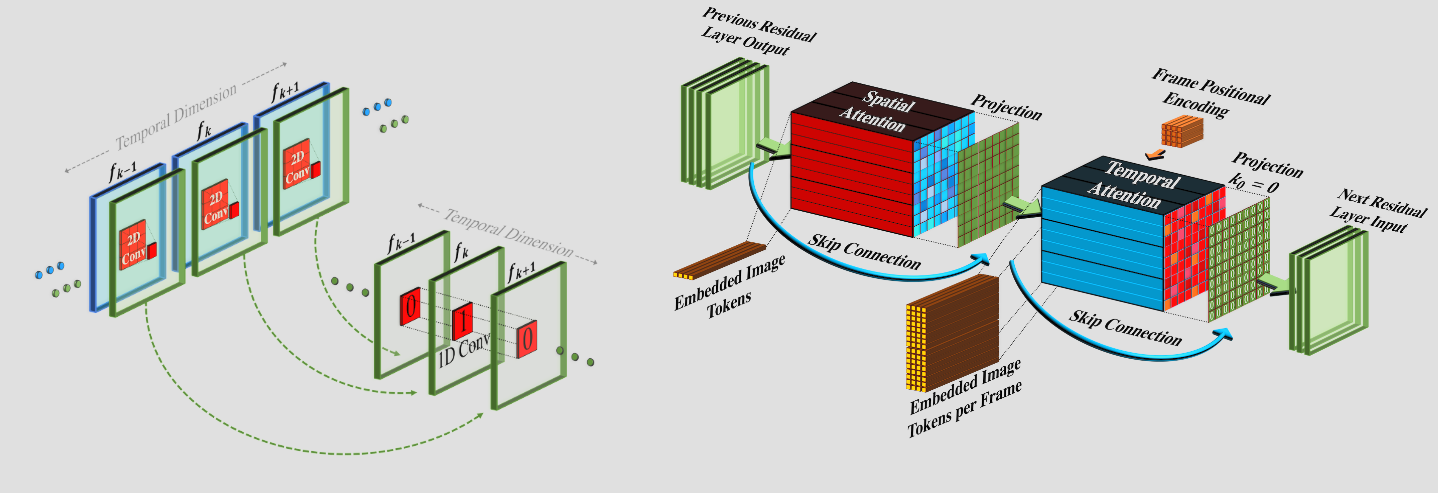 Temporal Dimension
f_{k-1}
f_k
f_{k+1}
2D
Conv
2D
Conv
2D
Conv
Temporal Dimension
f_{k-1}
f_k
f_{k+1}
0
1
0
1D Conv
Previous Residual
Layer Output
Spatial
Attention
Projection
Skip Connection
Embedded Image
Tokens
Frame Positional
Encoding
Temporal
Attention
Projection
k_0 = 0
Skip Connection
Embedded Image
Tokens per Frame
Next Residual
Layer Input